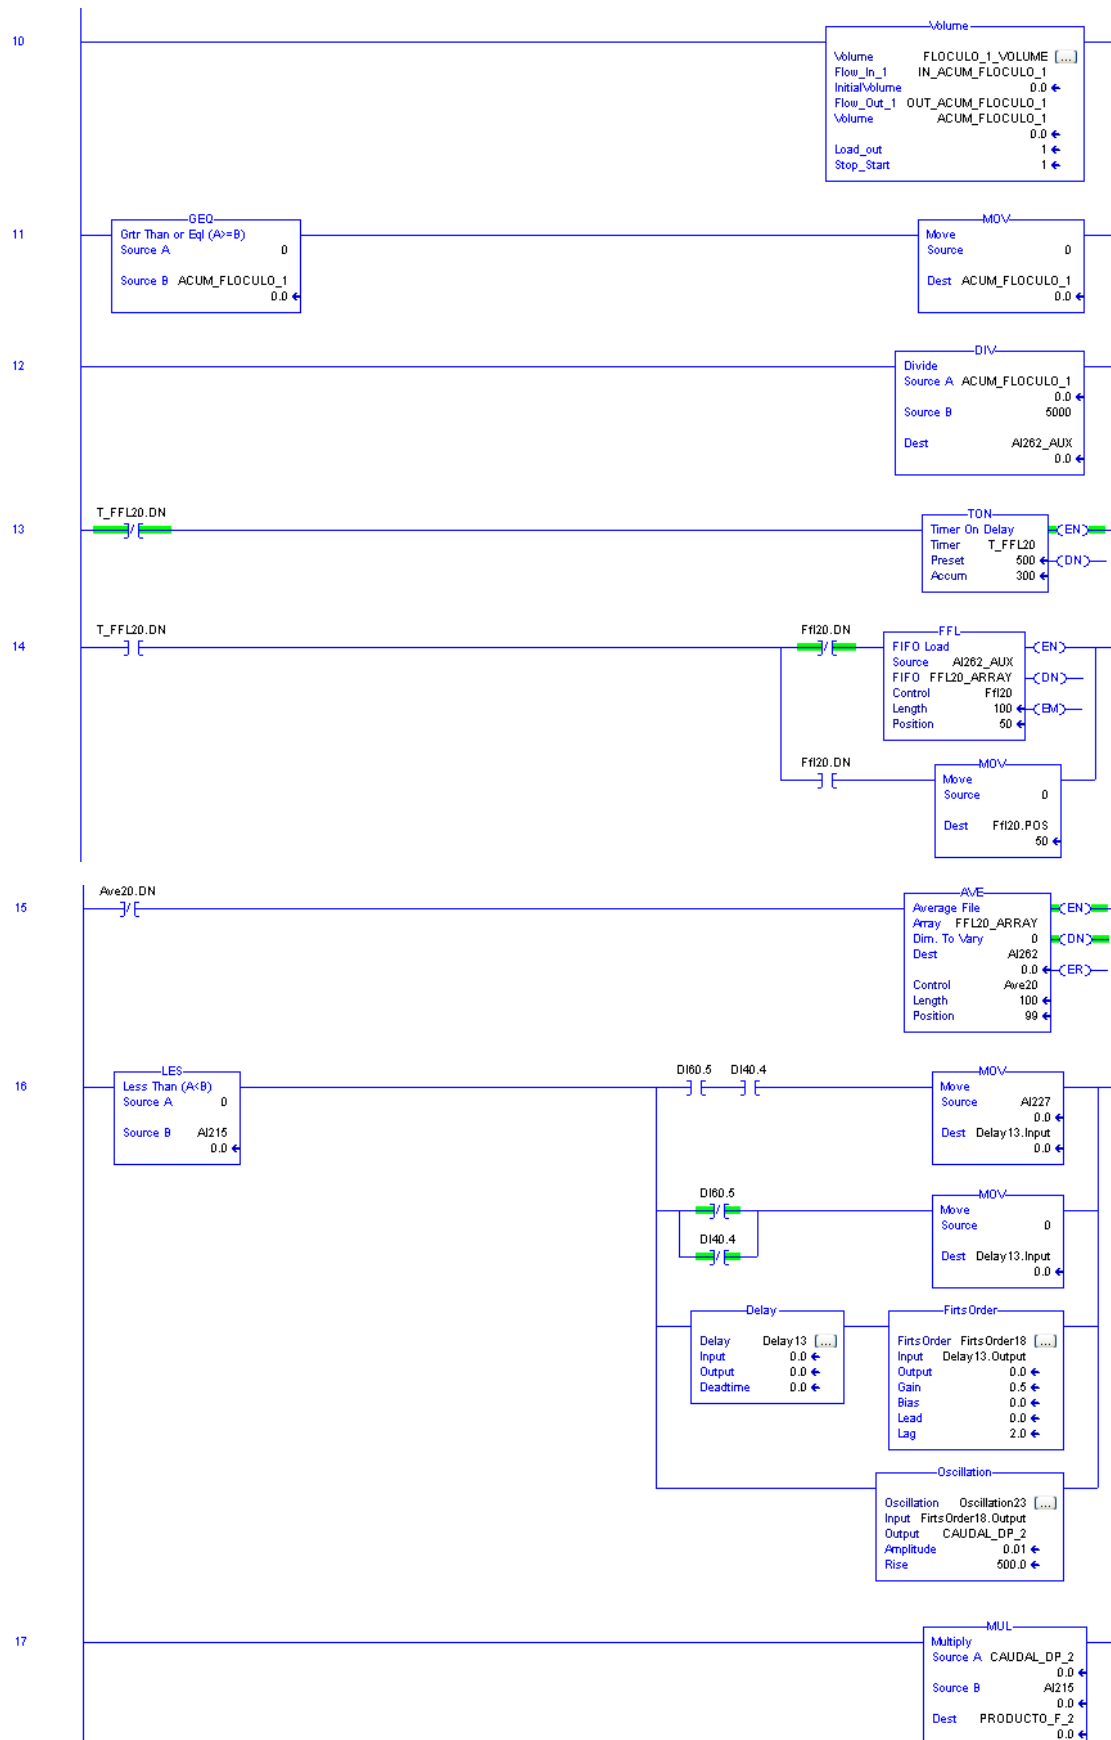 10
Volume
Volume FLOCULO_1_VOLUME [...]
Flow_In_1 IN_ACUM_FLOCULO_1
InitialVolume 0.0
Flow_Out_1 OUT_ACUM_FLOCULO_1
Volume ACUM_FLOCULO_1
0.0
Load_out 1
Stop_Start 1
11
GEQ
Grtr Than or Eql (A>=B)
Source A 0
Source B ACUM_FLOCULO_1
0.0
MOV
Move
Source 0
Dest ACUM_FLOCULO_1
0.0
12
DIV
Divide
Source A ACUM_FLOCULO_1
0.0
Source B 5000
Dest AI262_AUX
0.0
13
T_FFL20.DN
TON
Timer On Delay
Timer T_FFL20
Preset 500
Accum 300
EN
DN
14
T_FFL20.DN
Ffl20.DN
FFL
FIFO Load
Source AI262_AUX
FIFO FFL20_ARRAY
Control Ffl20
Length 100
Position 50
EN
DN
EM
Ffl20.DN
MOV
Move
Source 0
Dest Ffl20.POS
50
15
Ave20.DN
AVE
Average File
Array FFL20_ARRAY
Dim. To Vary 0
Dest AI262
0.0
Control Ave20
Length 100
Position 99
EN
DN
ER
16
LES
Less Than (A<B)
Source A 0
Source B AI215
0.0
DI60.5 DI40.4
MOV
Move
Source AI227
0.0
Dest Delay13.Input
0.0
DI60.5
DI40.4
MOV
Move
Source 0
Dest Delay13.Input
0.0
Delay
Delay Delay13 [...]
Input 0.0
Output 0.0
Deadtime 0.0
FirtsOrder
FirtsOrder FirtsOrder18 [...]
Input Delay13.Output
Output 0.0
Gain 0.5
Bias 0.0
Lead 0.0
Lag 2.0
Oscillation
Oscillation Oscillation23 [...]
Input FirtsOrder18.Output
Output CAUDAL_DP_2
Amplitude 0.01
Rise 500.0
17
MUL
Multiply
Source A CAUDAL_DP_2
0.0
Source B AI215
0.0
Dest PRODUCTO_F_2
0.0